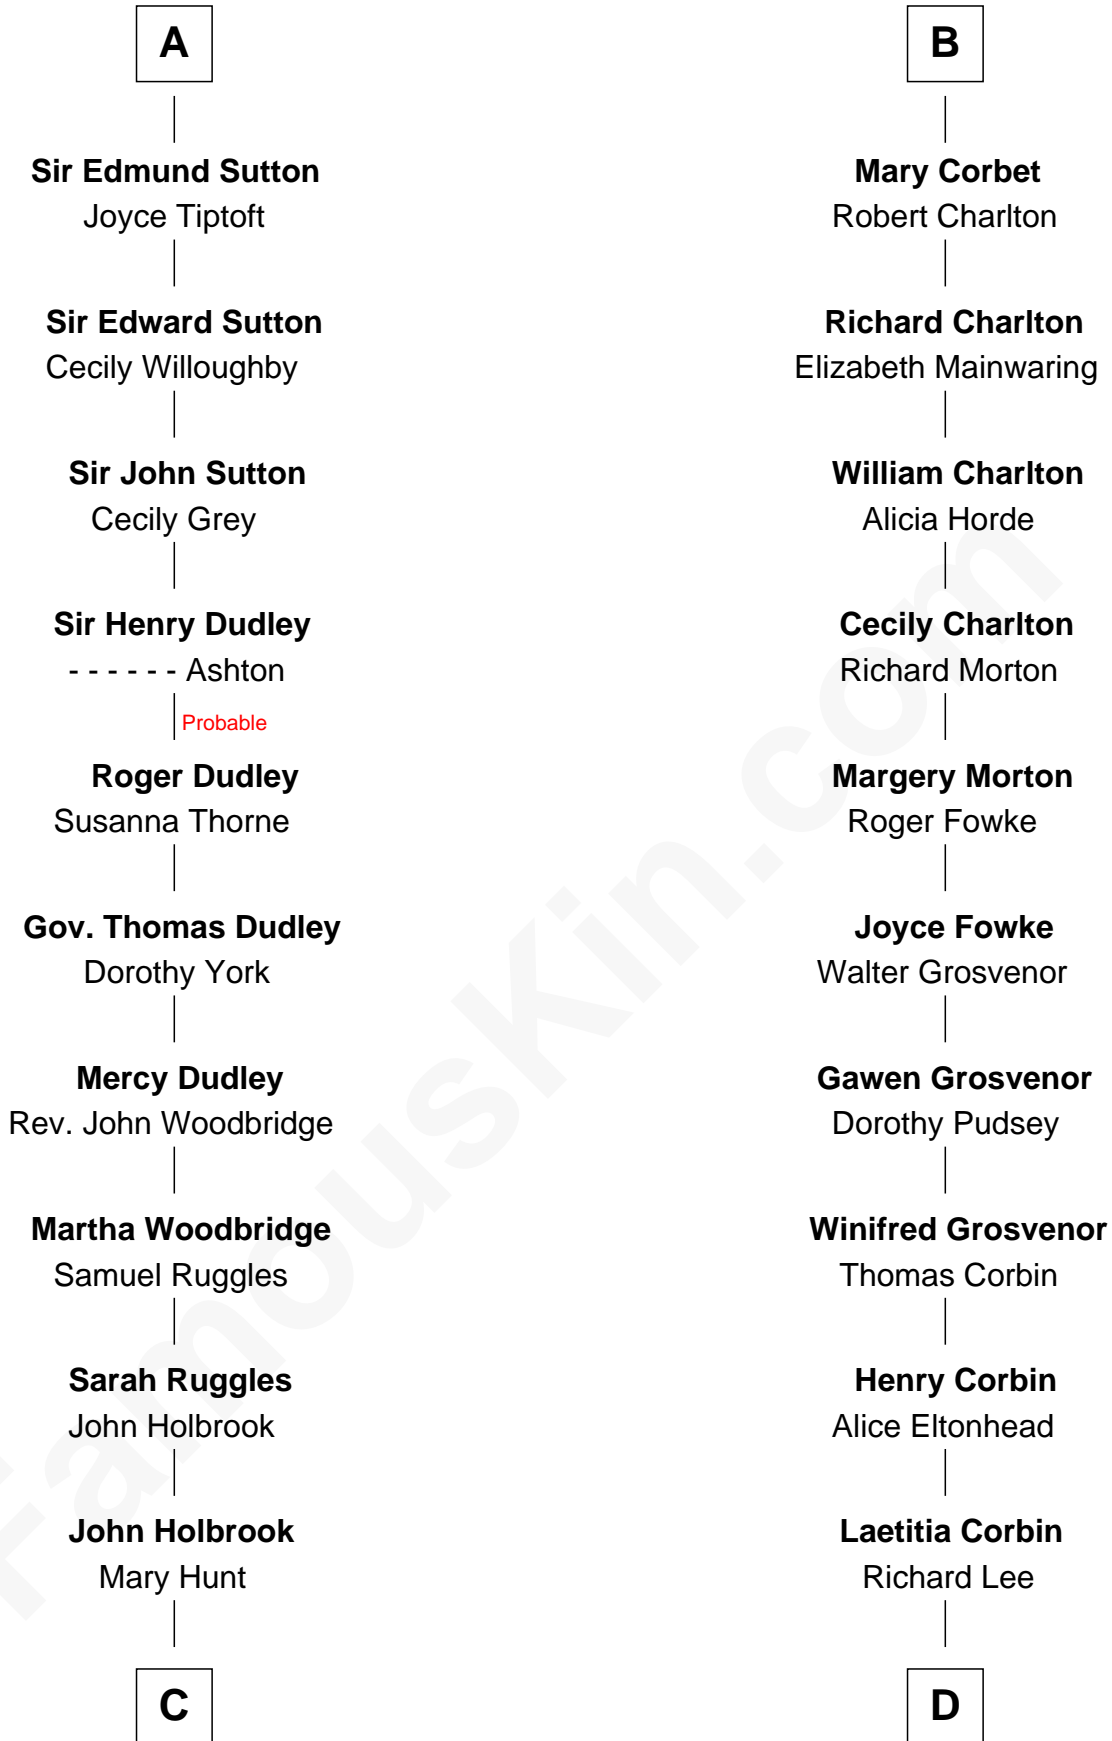 A
Sir Edmund Sutton
Joyce Tiptoft
Sir Edward Sutton
Cecily Willoughby
Sir John Sutton
Cecily Grey
Sir Henry Dudley
- - - - - - Ashton
Probable
Roger Dudley
Susanna Thorne
Gov. Thomas Dudley
Dorothy York
Mercy Dudley
Rev. John Woodbridge
Martha Woodbridge
Samuel Ruggles
Sarah Ruggles
John Holbrook
John Holbrook
Mary Hunt
C
B
Mary Corbet
Robert Charlton
Richard Charlton
Elizabeth Mainwaring
William Charlton
Alicia Horde
Cecily Charlton
Richard Morton
Margery Morton
Roger Fowke
Joyce Fowke
Walter Grosvenor
Gawen Grosvenor
Dorothy Pudsey
Winifred Grosvenor
Thomas Corbin
Henry Corbin
Alice Eltonhead
Laetitia Corbin
Richard Lee
D
FamousKin.com